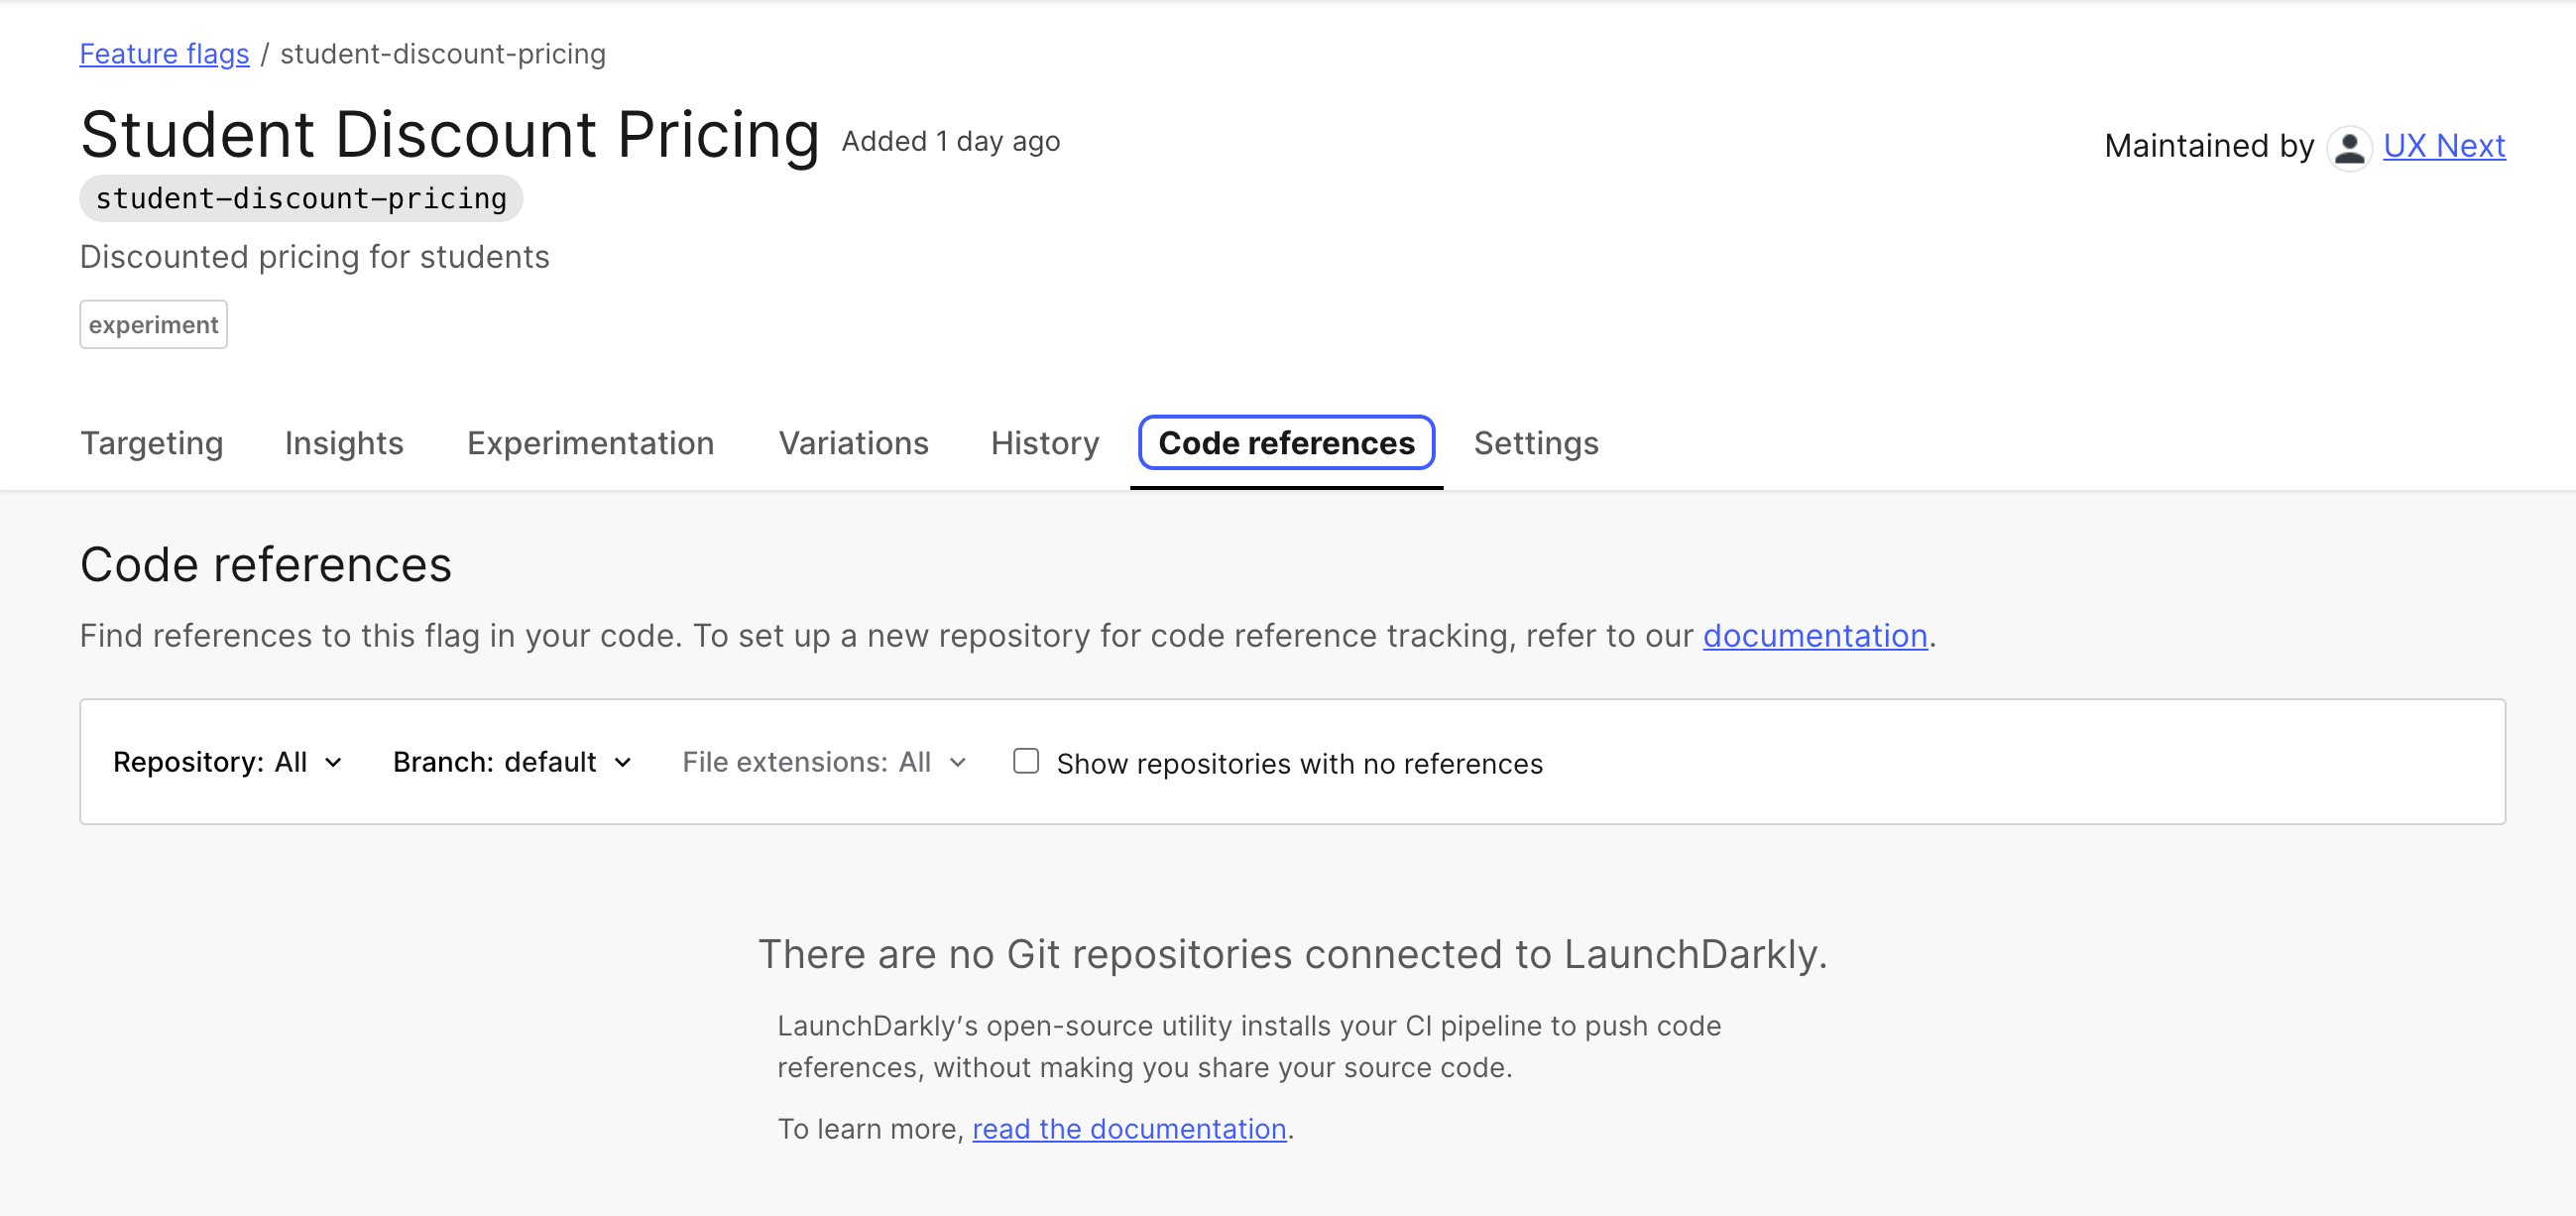 Feature flags / student-discount-pricing
Student Discount Pricing Added 1 day ago
Maintained by UX Next
student-discount-pricing
Discounted pricing for students
experiment
Targeting Insights Experimentation Variations History Code references Settings
Code references
Find references to this flag in your code. To set up a new repository for code reference tracking, refer to our documentation.
Repository: All Branch: default File extensions: All Show repositories with no references
There are no Git repositories connected to LaunchDarkly.
LaunchDarkly’s open-source utility installs your CI pipeline to push code
references, without making you share your source code.
To learn more, read the documentation.